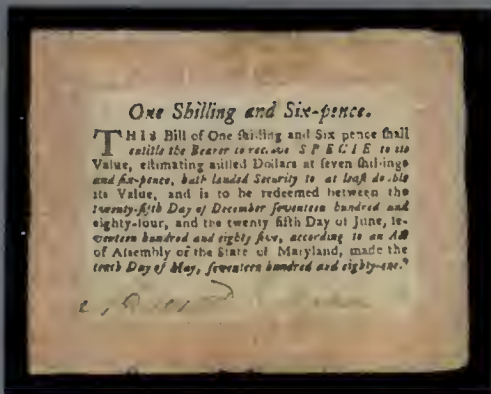 One Shilling and Six-pence.
THIS Bill of One Shilling and Six pence shall
entitle the Bearer to receive SPECIE to its
Value, estimating milled Dollars at seven shillings
and six-pence, hath landed Security to at least double
its Value, and is to be redeemed between the
twenty-fifth Day of December seventeen hundred and
eighty-four, and the twenty fifth Day of June, se-
venteen hundred and eighty five, according to an Act
of Assembly of the State of Maryland, made the
tenth Day of May, seventeen hundred and eighty-one.